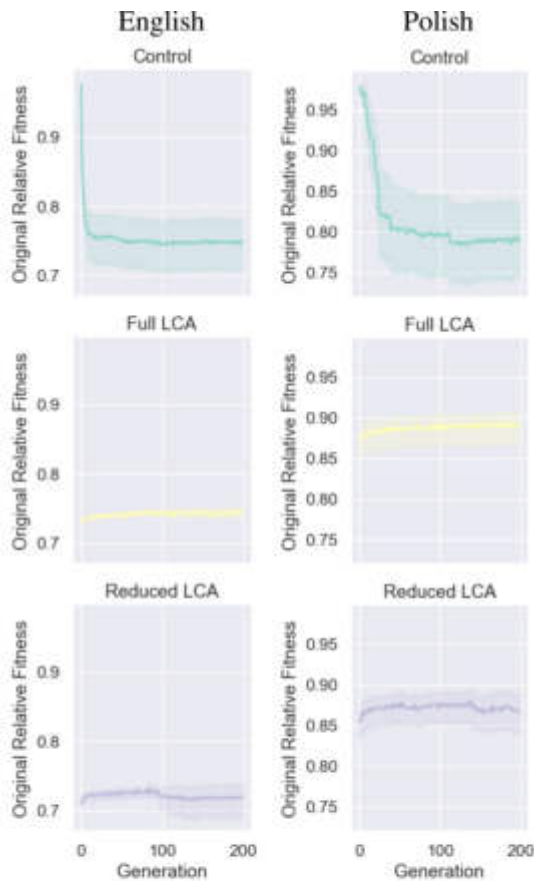 English Polish
Control Control
Original Relative Fitness
0.9
0.8
0.7
Original Relative Fitness
0.95
0.90
0.85
0.80
0.75
Full LCA Full LCA
Original Relative Fitness
0.9
0.8
0.7
Original Relative Fitness
0.95
0.90
0.85
0.80
0.75
Reduced LCA Reduced LCA
Original Relative Fitness
0.9
0.8
0.7
0 100 200
Generation
Original Relative Fitness
0.95
0.90
0.85
0.80
0.75
0 100 200
Generation